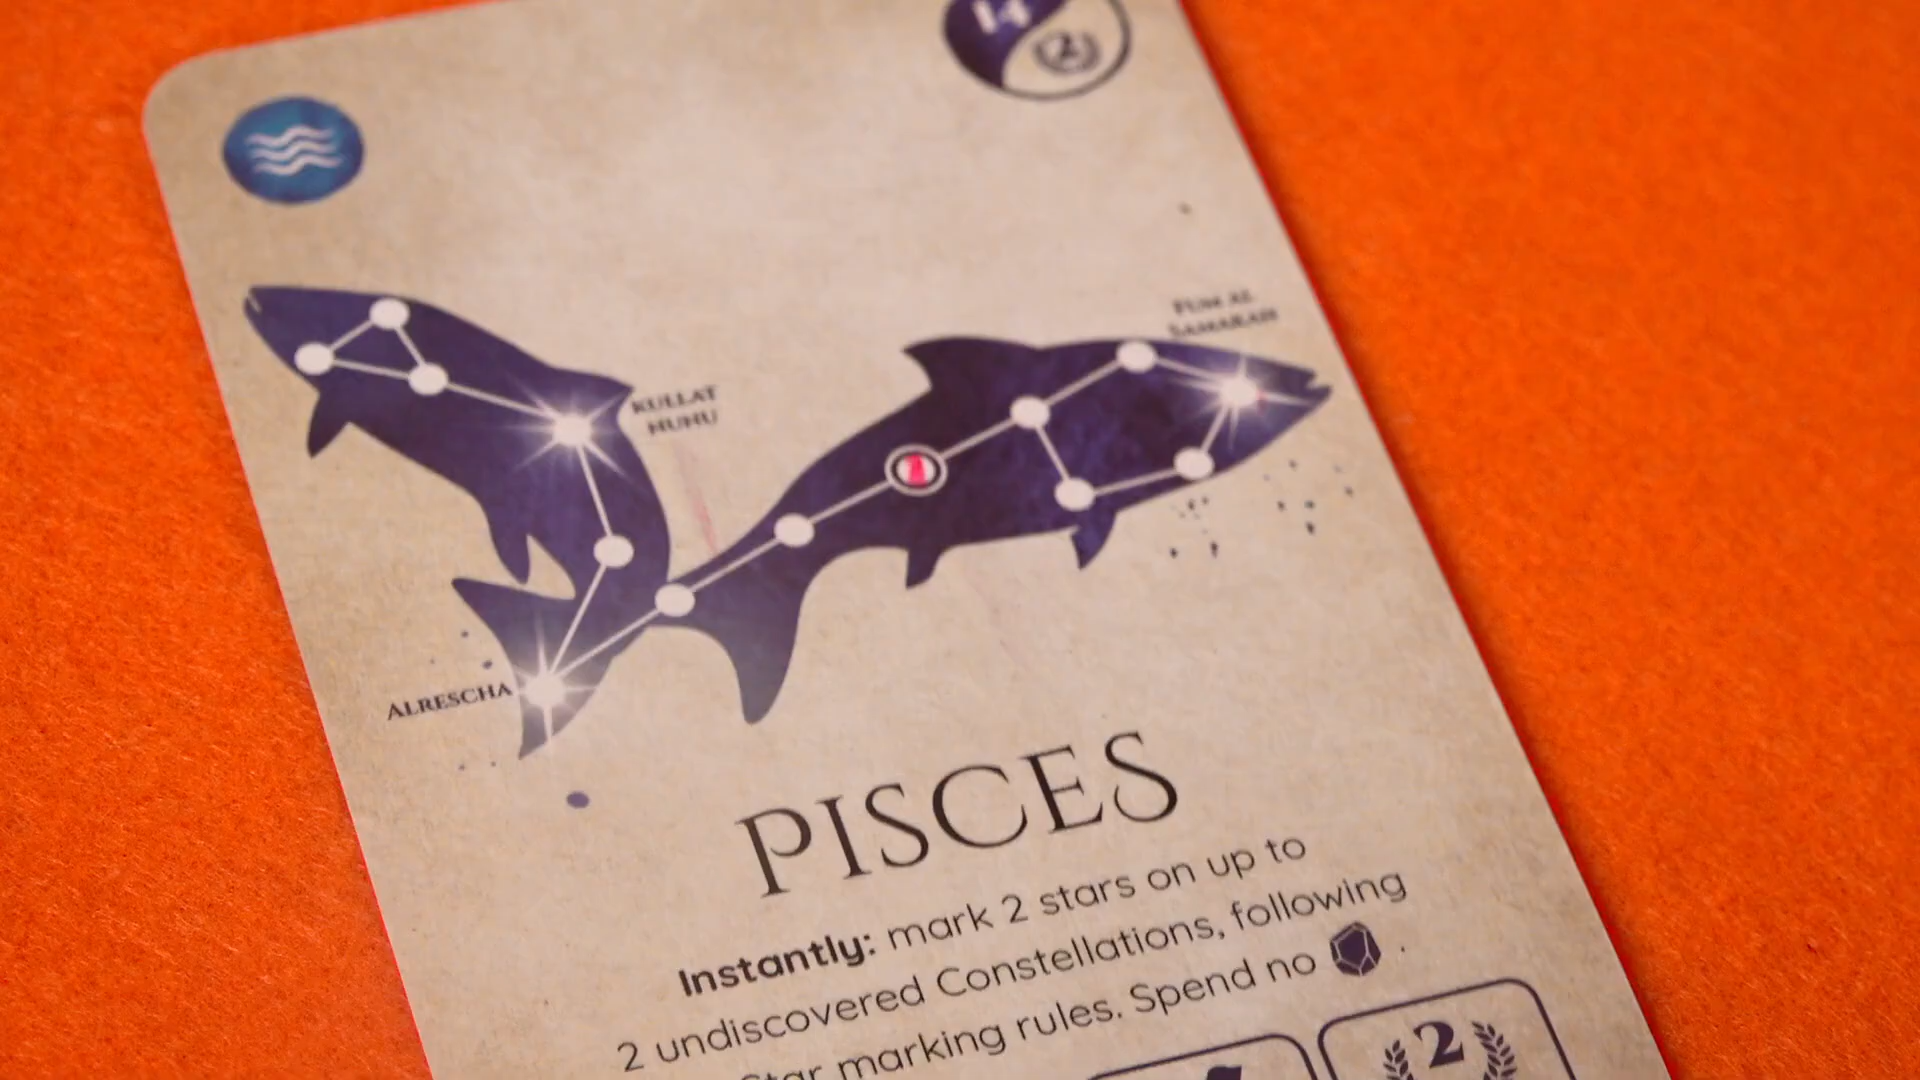 2
FUM AL
SAMAKAH
KULLAT
NUNU
ALRESCHA
PISCES
Instantly: mark 2 stars on up to
2 undiscovered Constellations, following
Star marking rules. Spend no .
2